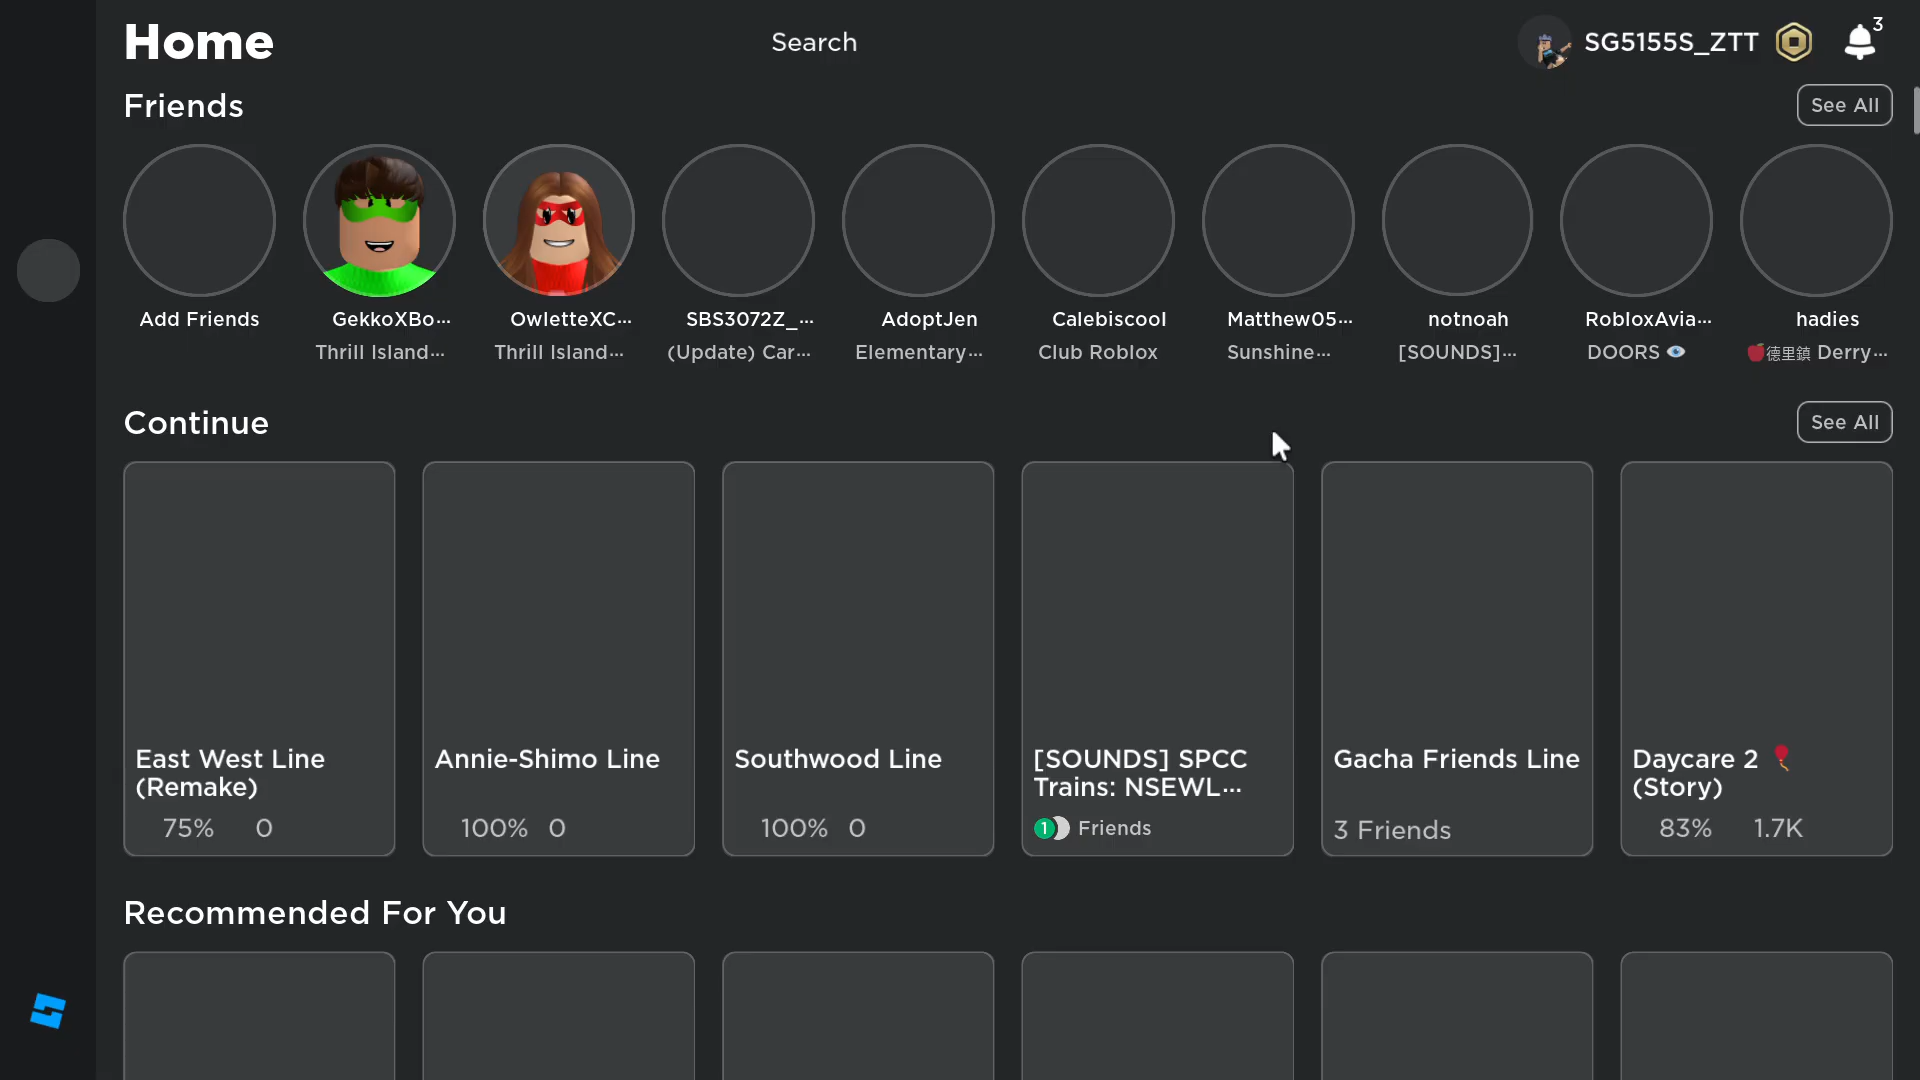 Home
Search
SG5155S_ZTT
3
Friends
See All
Add Friends
GekkoXBo...
OwletteXC...
SBS3072Z_...
AdoptJen
Calebiscool
Matthew05...
notnoah
RobloxAvia...
hadies
Thrill Island...
Thrill Island...
(Update) Car...
Elementary...
Club Roblox
Sunshine...
[SOUNDS]...
DOORS 👁️
🍎德里鎮 Derry...
Continue
See All
East West Line
(Remake)
75% 0
Annie-Shimo Line
100% 0
Southwood Line
100% 0
[SOUNDS] SPCC
Trains: NSEWL...
1 Friends
Gacha Friends Line
3 Friends
Daycare 2 🎈
(Story)
83% 1.7K
Recommended For You